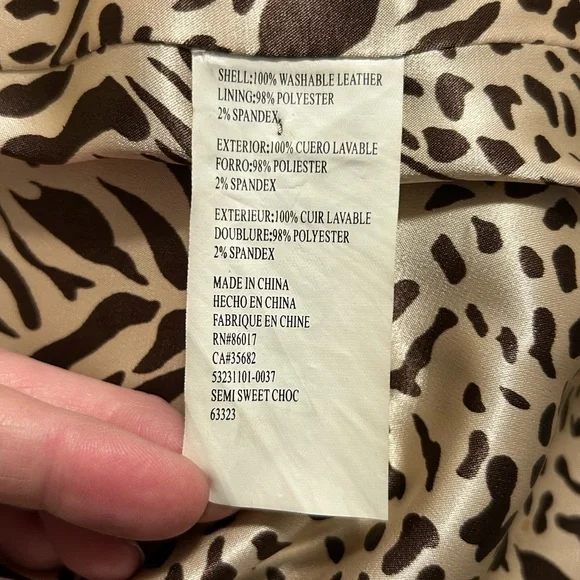 SHELL:100% WASHABLE LEATHER
LINING:98% POLYESTER
2% SPANDEX
EXTERIOR:100% CUERO LAVABLE
FORRO:98% POLIESTER
2% SPANDEX
EXTERIEUR:100% CUIR LAVABLE
DOUBLURE:98% POLYESTER
2% SPANDEX
MADE IN CHINA
HECHO EN CHINA
FABRIQUE EN CHINE
RN#86017
CA#35682
53231101-0037
SEMI SWEET CHOC
63323